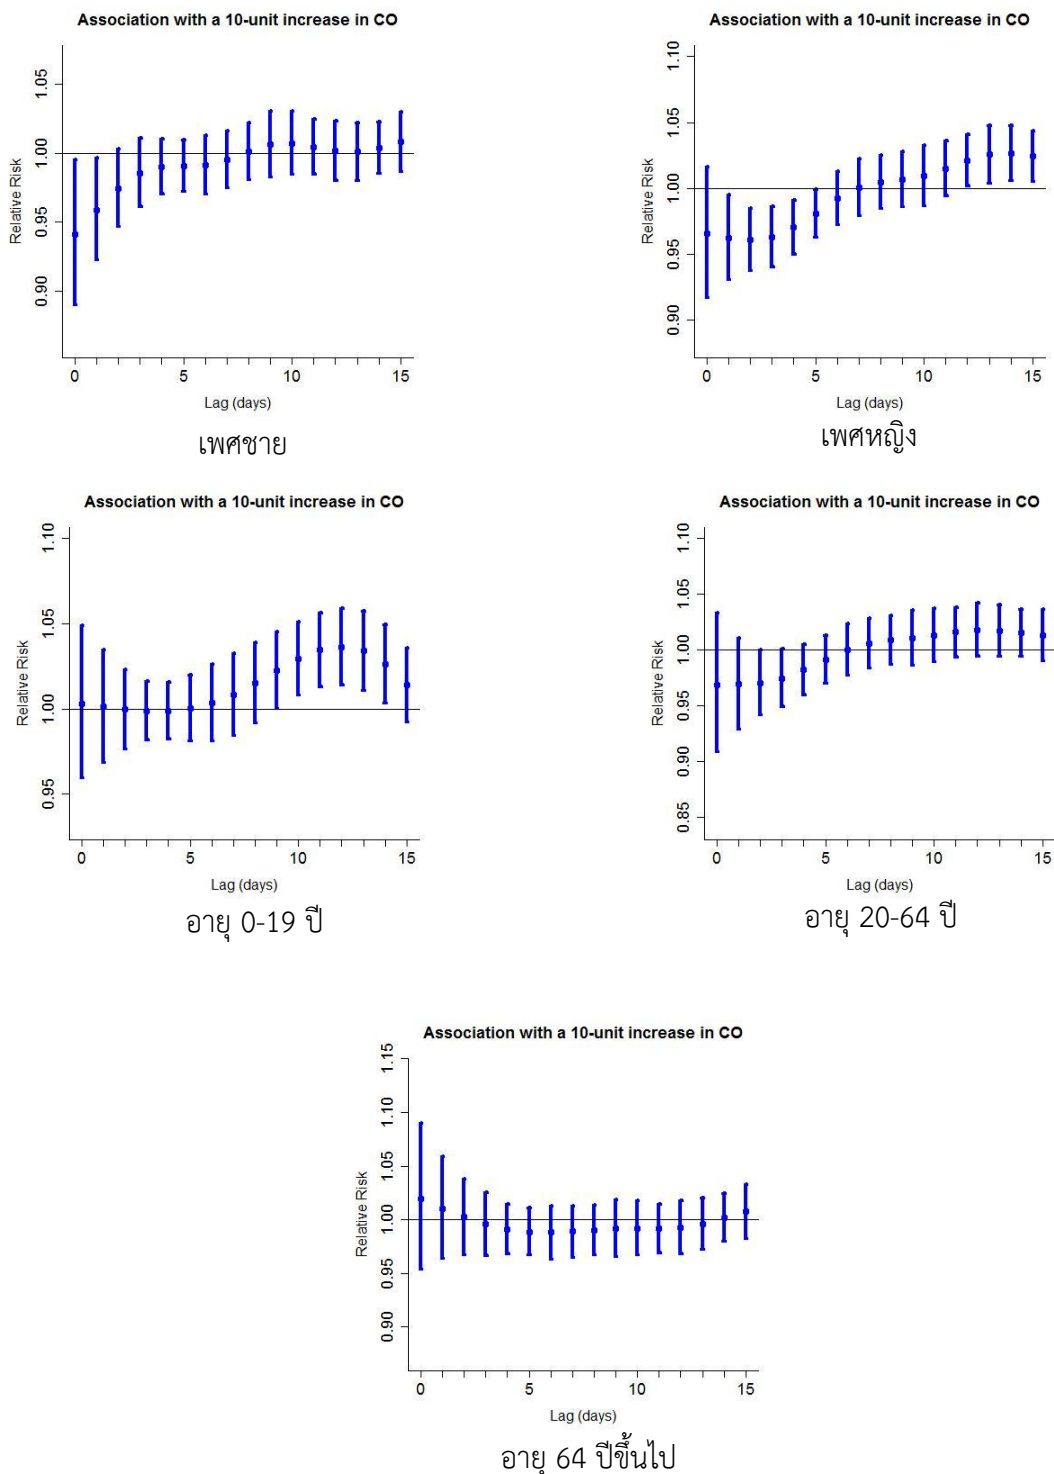 Association with a 10-unit increase in CO
Relative Risk
1.05
1.00
0.95
0.90
0 5 10 15
Lag (days)
เพศชาย
Association with a 10-unit increase in CO
Relative Risk
1.10
1.05
1.00
0.95
0.90
0 5 10 15
Lag (days)
เพศหญิง
Association with a 10-unit increase in CO
Relative Risk
1.10
1.05
1.00
0.95
0 5 10 15
Lag (days)
อายุ 0-19 ปี
Association with a 10-unit increase in CO
Relative Risk
1.10
1.05
1.00
0.95
0.90
0.85
0 5 10 15
Lag (days)
อายุ 20-64 ปี
Association with a 10-unit increase in CO
Relative Risk
1.15
1.10
1.05
1.00
0.95
0.90
0 5 10 15
Lag (days)
อายุ 64 ปีขึ้นไป